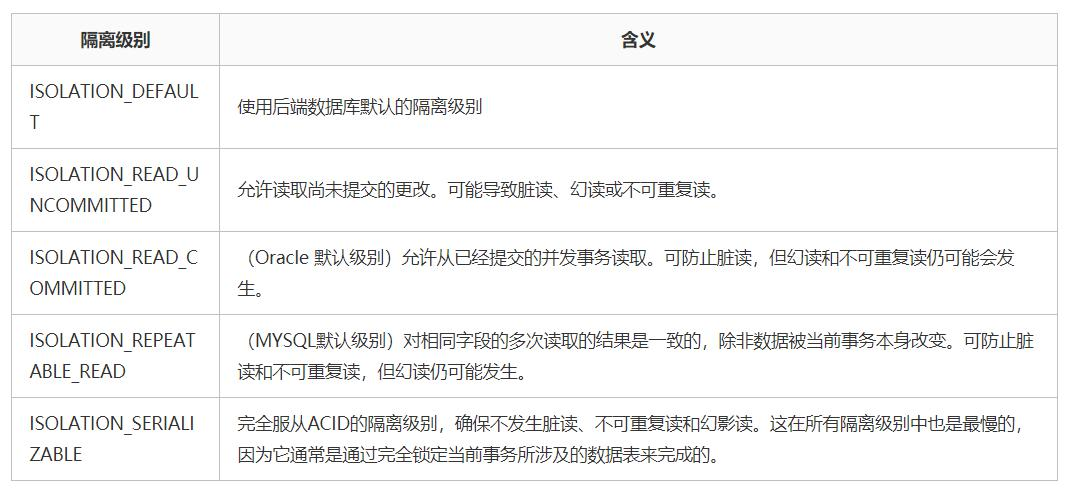 隔离级别 含义
ISOLATION_DEFAUL
T
使用后端数据库默认的隔离级别
ISOLATION_READ_U
NCOMMITTED
允许读取尚未提交的更改。可能导致脏读、幻读或不可重复读。
ISOLATION_READ_C
OMMITTED
（Oracle 默认级别）允许从已经提交的并发事务读取。可防止脏读，但幻读和不可重复读仍可能会发
生。
ISOLATION_REPEAT
ABLE_READ
（MYSQL默认级别）对相同字段的多次读取的结果是一致的，除非数据被当前事务本身改变。可防止脏
读和不可重复读，但幻读仍可能发生。
ISOLATION_SERIALI
ZABLE
完全服从ACID的隔离级别，确保不发生脏读、不可重复读和幻影读。这在所有隔离级别中也是最慢的，
因为它通常是通过完全锁定当前事务所涉及的数据表来完成的。